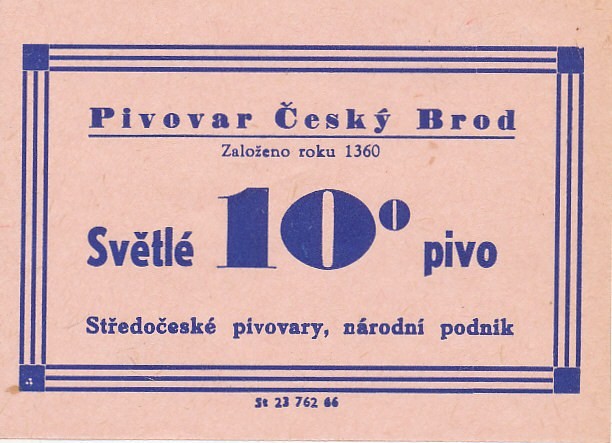 Pivovar Český Brod
Založeno roku 1360
Světlé 10° pivo
Středočeské pivovary, národní podnik
St 23 762 66